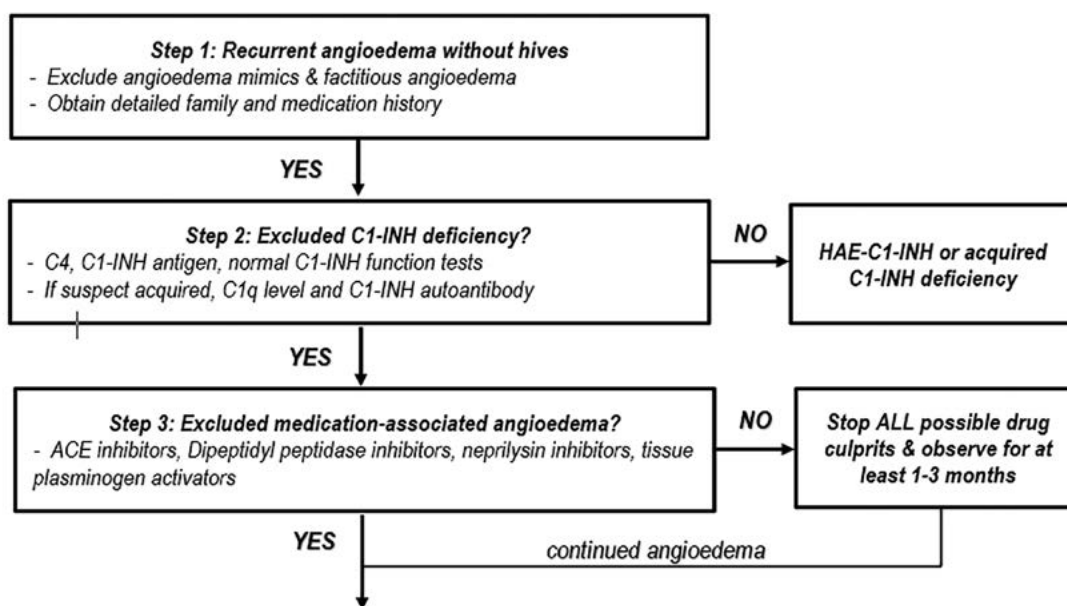 Step 1: Recurrent angioedema without hives
- Exclude angioedema mimics & factitious angioedema
- Obtain detailed family and medication history
YES
Step 2: Excluded C1-INH deficiency?
- C4, C1-INH antigen, normal C1-INH function tests
- If suspect acquired, C1q level and C1-INH autoantibody
NO
HAE-C1-INH or acquired
C1-INH deficiency
YES
Step 3: Excluded medication-associated angioedema?
- ACE inhibitors, Dipeptidyl peptidase inhibitors, neprilysin inhibitors, tissue
plasminogen activators
NO
Stop ALL possible drug
culprits & observe for at
least 1-3 months
YES
continued angioedema